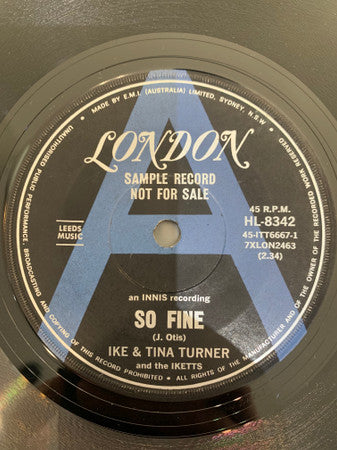 MADE BY E.M.I. (AUSTRALIA) LIMITED, SYDNEY, N.S.W.
LONDON
SAMPLE RECORD
NOT FOR SALE
45 R.P.M.
HL-8342
45-ITT6667-1
7XLON2463
(2.34)
LEEDS
MUSIC
A
an INNIS recording
SO FINE
(J. Otis)
IKE & TINA TURNER
and the IKETTS
UNAUTHORISED PUBLIC PERFORMANCE, BROADCASTING AND COPYING OF THIS RECORD PROHIBITED • ALL RIGHTS OF THE MANUFACTURER AND OF THE OWNER OF THE RECORDED WORK RESERVED